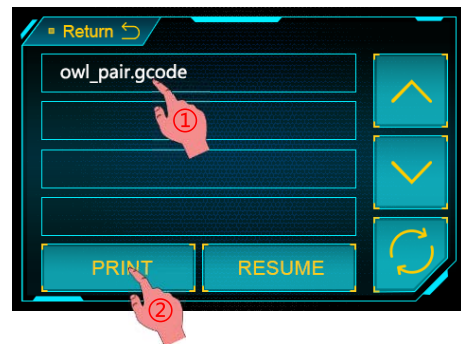 Return
owl_pair.gcode
①
PRINT
RESUME
②